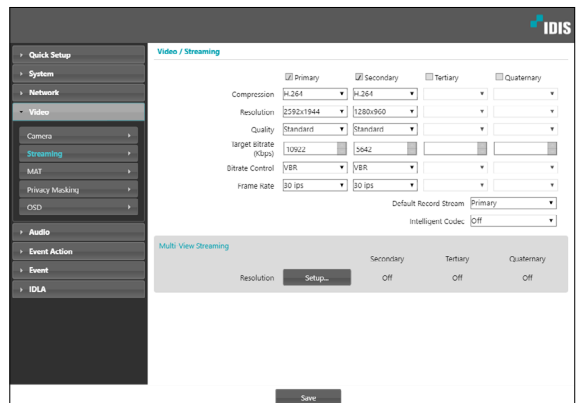 IDIS
Quick Setup
System
Network
Video
Camera
Streaming
MAT
Privacy Masking
OSD
Audio
Event Action
Event
IDLA
Video / Streaming
Primary Secondary Tertiary Quaternary
Compression H.264 H.264
Resolution 2592x1944 1280x960
Quality Standard Standard
Target Bitrate (Kbps) 10922 5642
Bitrate Control VBR VBR
Frame Rate 30 ips 30 ips
Default Record Stream Primary
Intelligent Codec Off
Multi View Streaming
Secondary Tertiary Quaternary
Resolution Setup... Off Off Off
Save